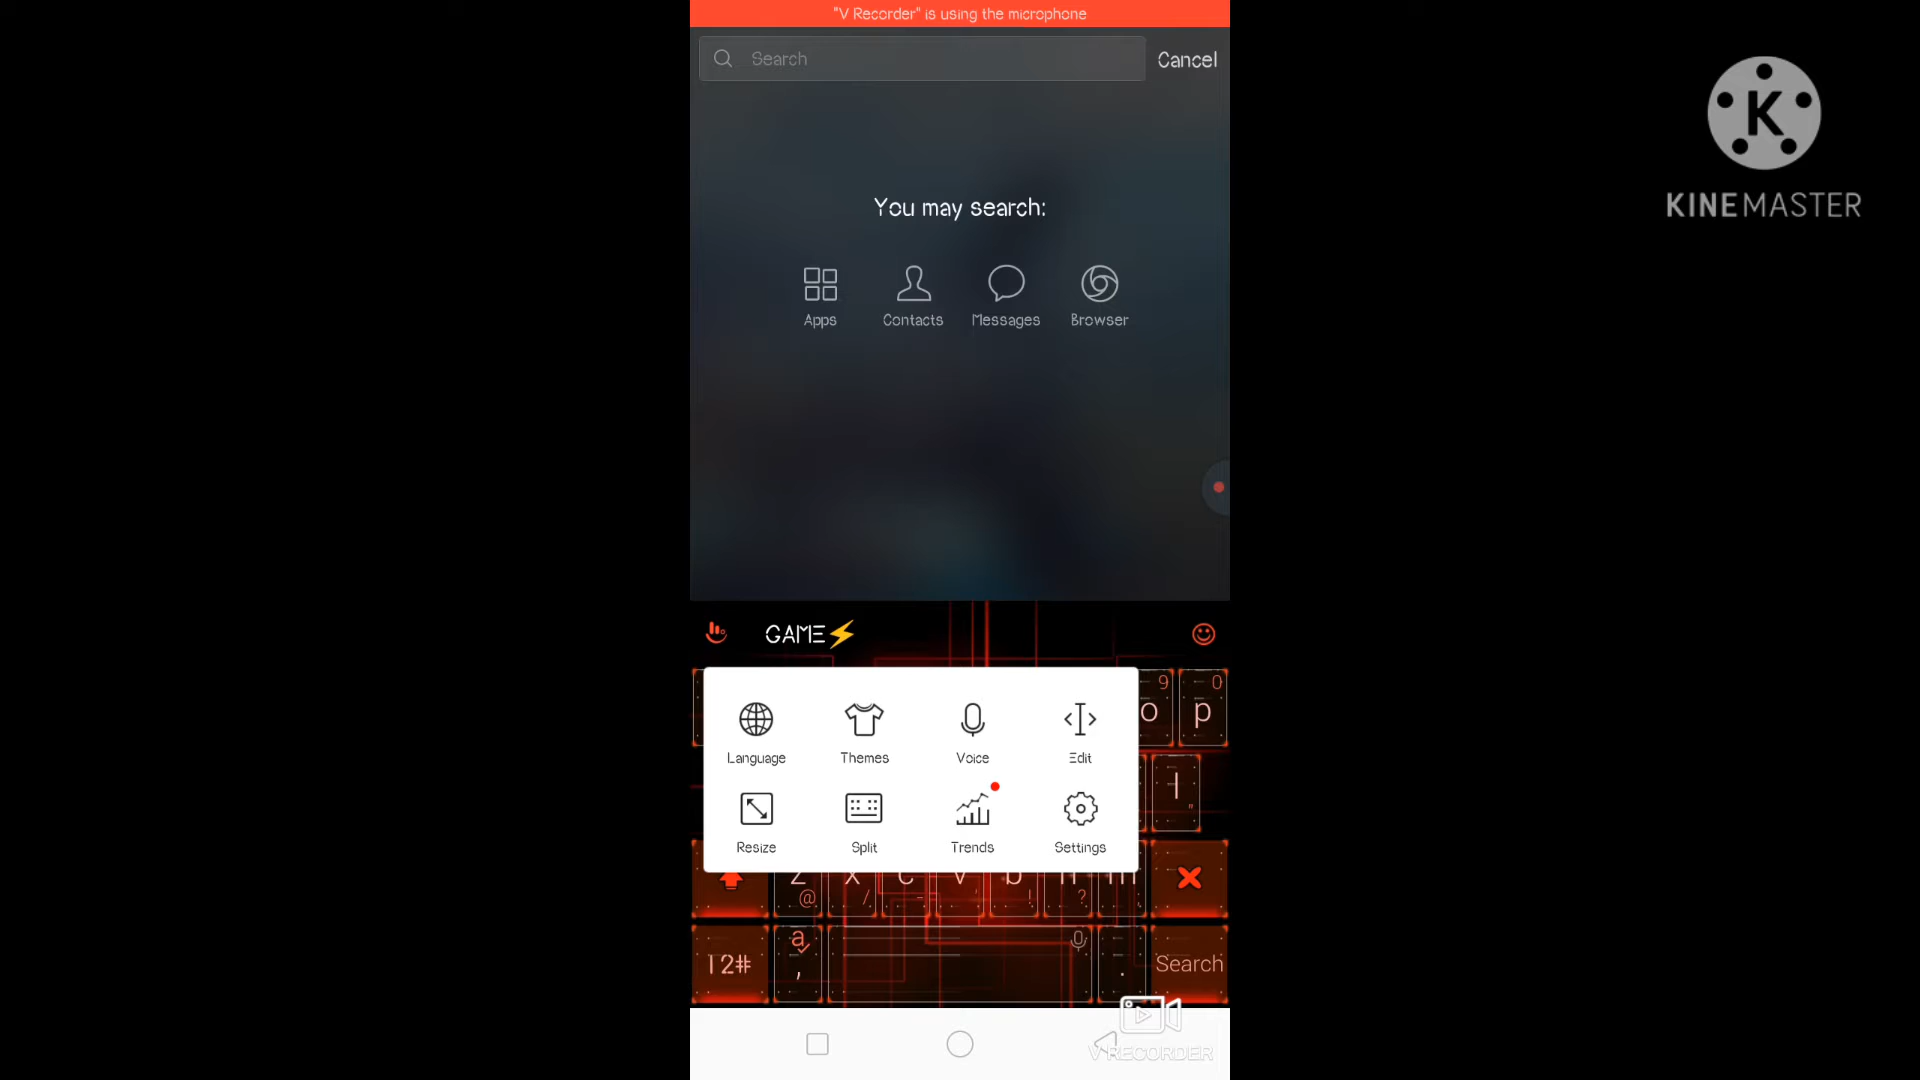 "V Recorder" is using the microphone
Search
Cancel
K
KINEMASTER
You may search:
Apps Contacts Messages Browser
GAME⚡
9 0
o p
Language Themes Voice Edit
l
"
Resize Split Trends Settings
z x c v b n m
@ / - ' ! ?
12# a , . Search
V RECORDER